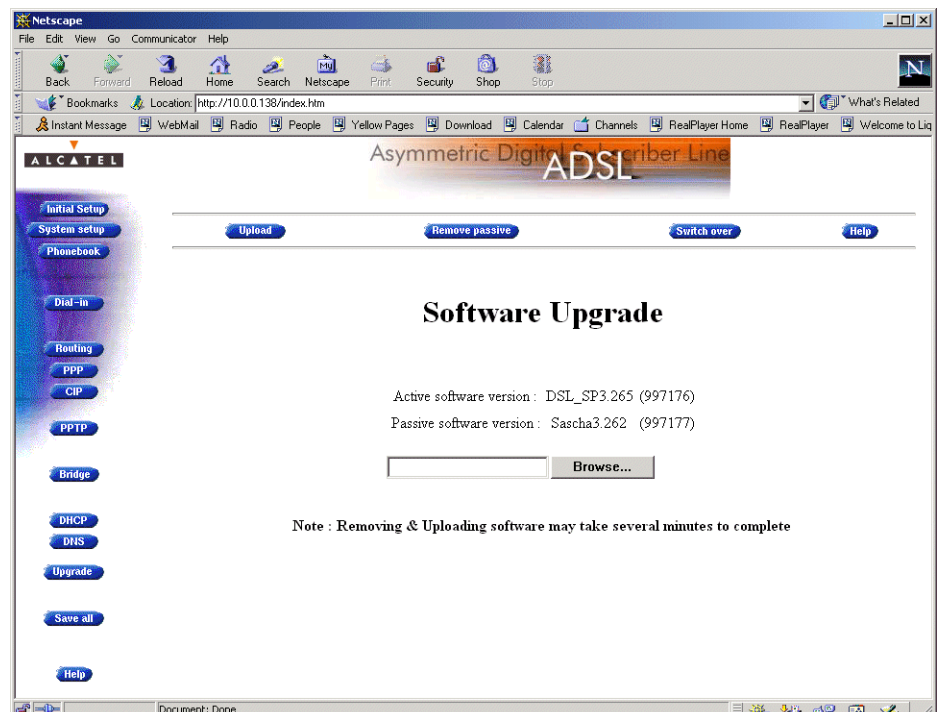 Netscape
File Edit View Go Communicator Help
Back Forward Reload Home Search Netscape Print Security Shop Stop
My
N
Bookmarks Location: http://10.0.0.138/index.htm What's Related
Instant Message WebMail Radio People Yellow Pages Download Calendar Channels RealPlayer Home RealPlayer Welcome to Liq
ALCATEL
Asymmetric Digital Subscriber Line
ADSL
Initial Setup
System setup
Phonebook
Upload Remove passive Switch over Help
Dial-in
Software Upgrade
Routing
PPP
CIP
Active software version : DSL_SP3.265 (997176)
Passive software version : Sascha3.262 (997177)
PPTP
Browse...
Bridge
DHCP
DNS
Note : Removing & Uploading software may take several minutes to complete
Upgrade
Save all
Help
Document: Done